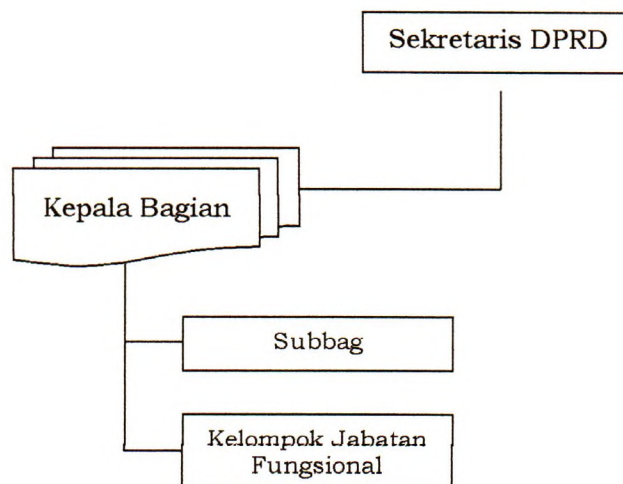 Sekretaris DPRD
Kepala Bagian
Subbag
Kelompok Jabatan
Fungsional